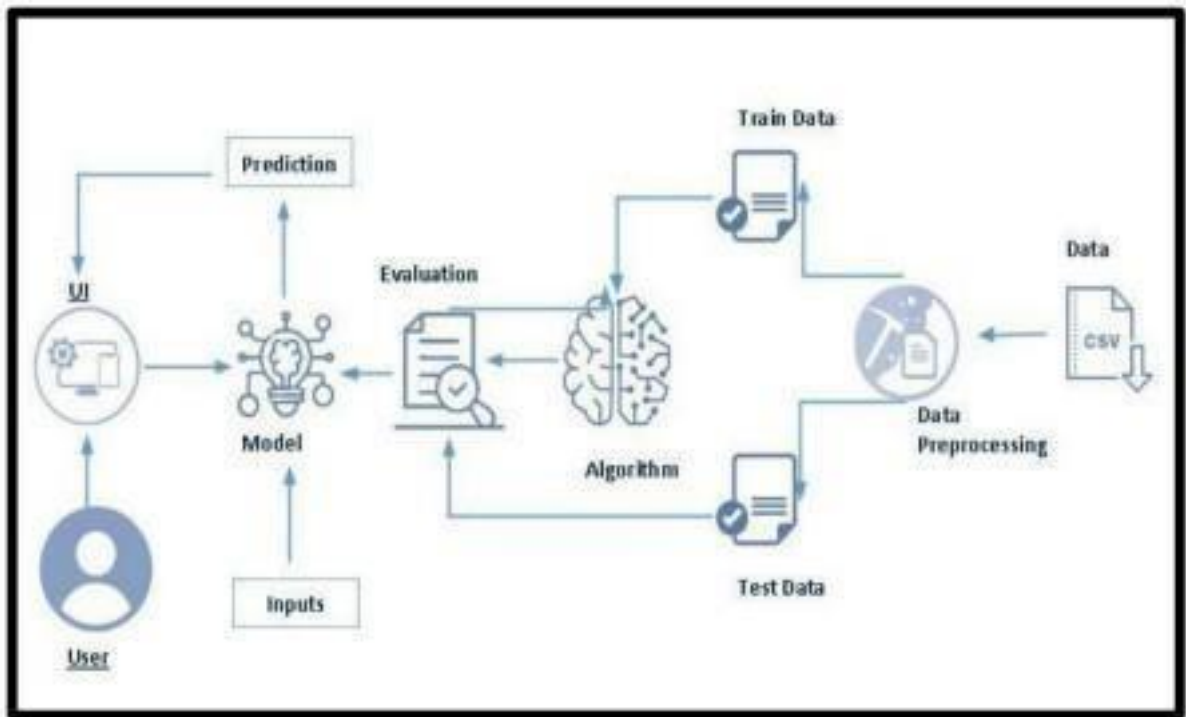 Train Data
Prediction
Data
UI
Evaluation
CSV
Model
Algorithm
Data
Preprocessing
Inputs
Test Data
User